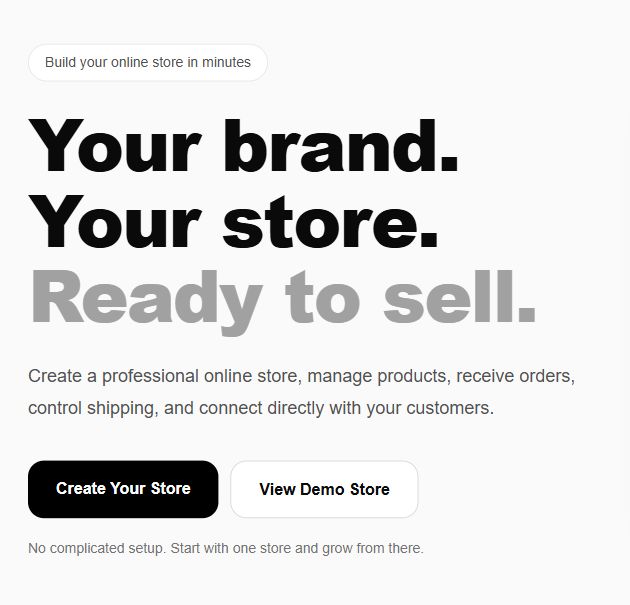 Build your online store in minutes
Your brand.
Your store.
Ready to sell.
Create a professional online store, manage products, receive orders,
control shipping, and connect directly with your customers.
Create Your Store
View Demo Store
No complicated setup. Start with one store and grow from there.